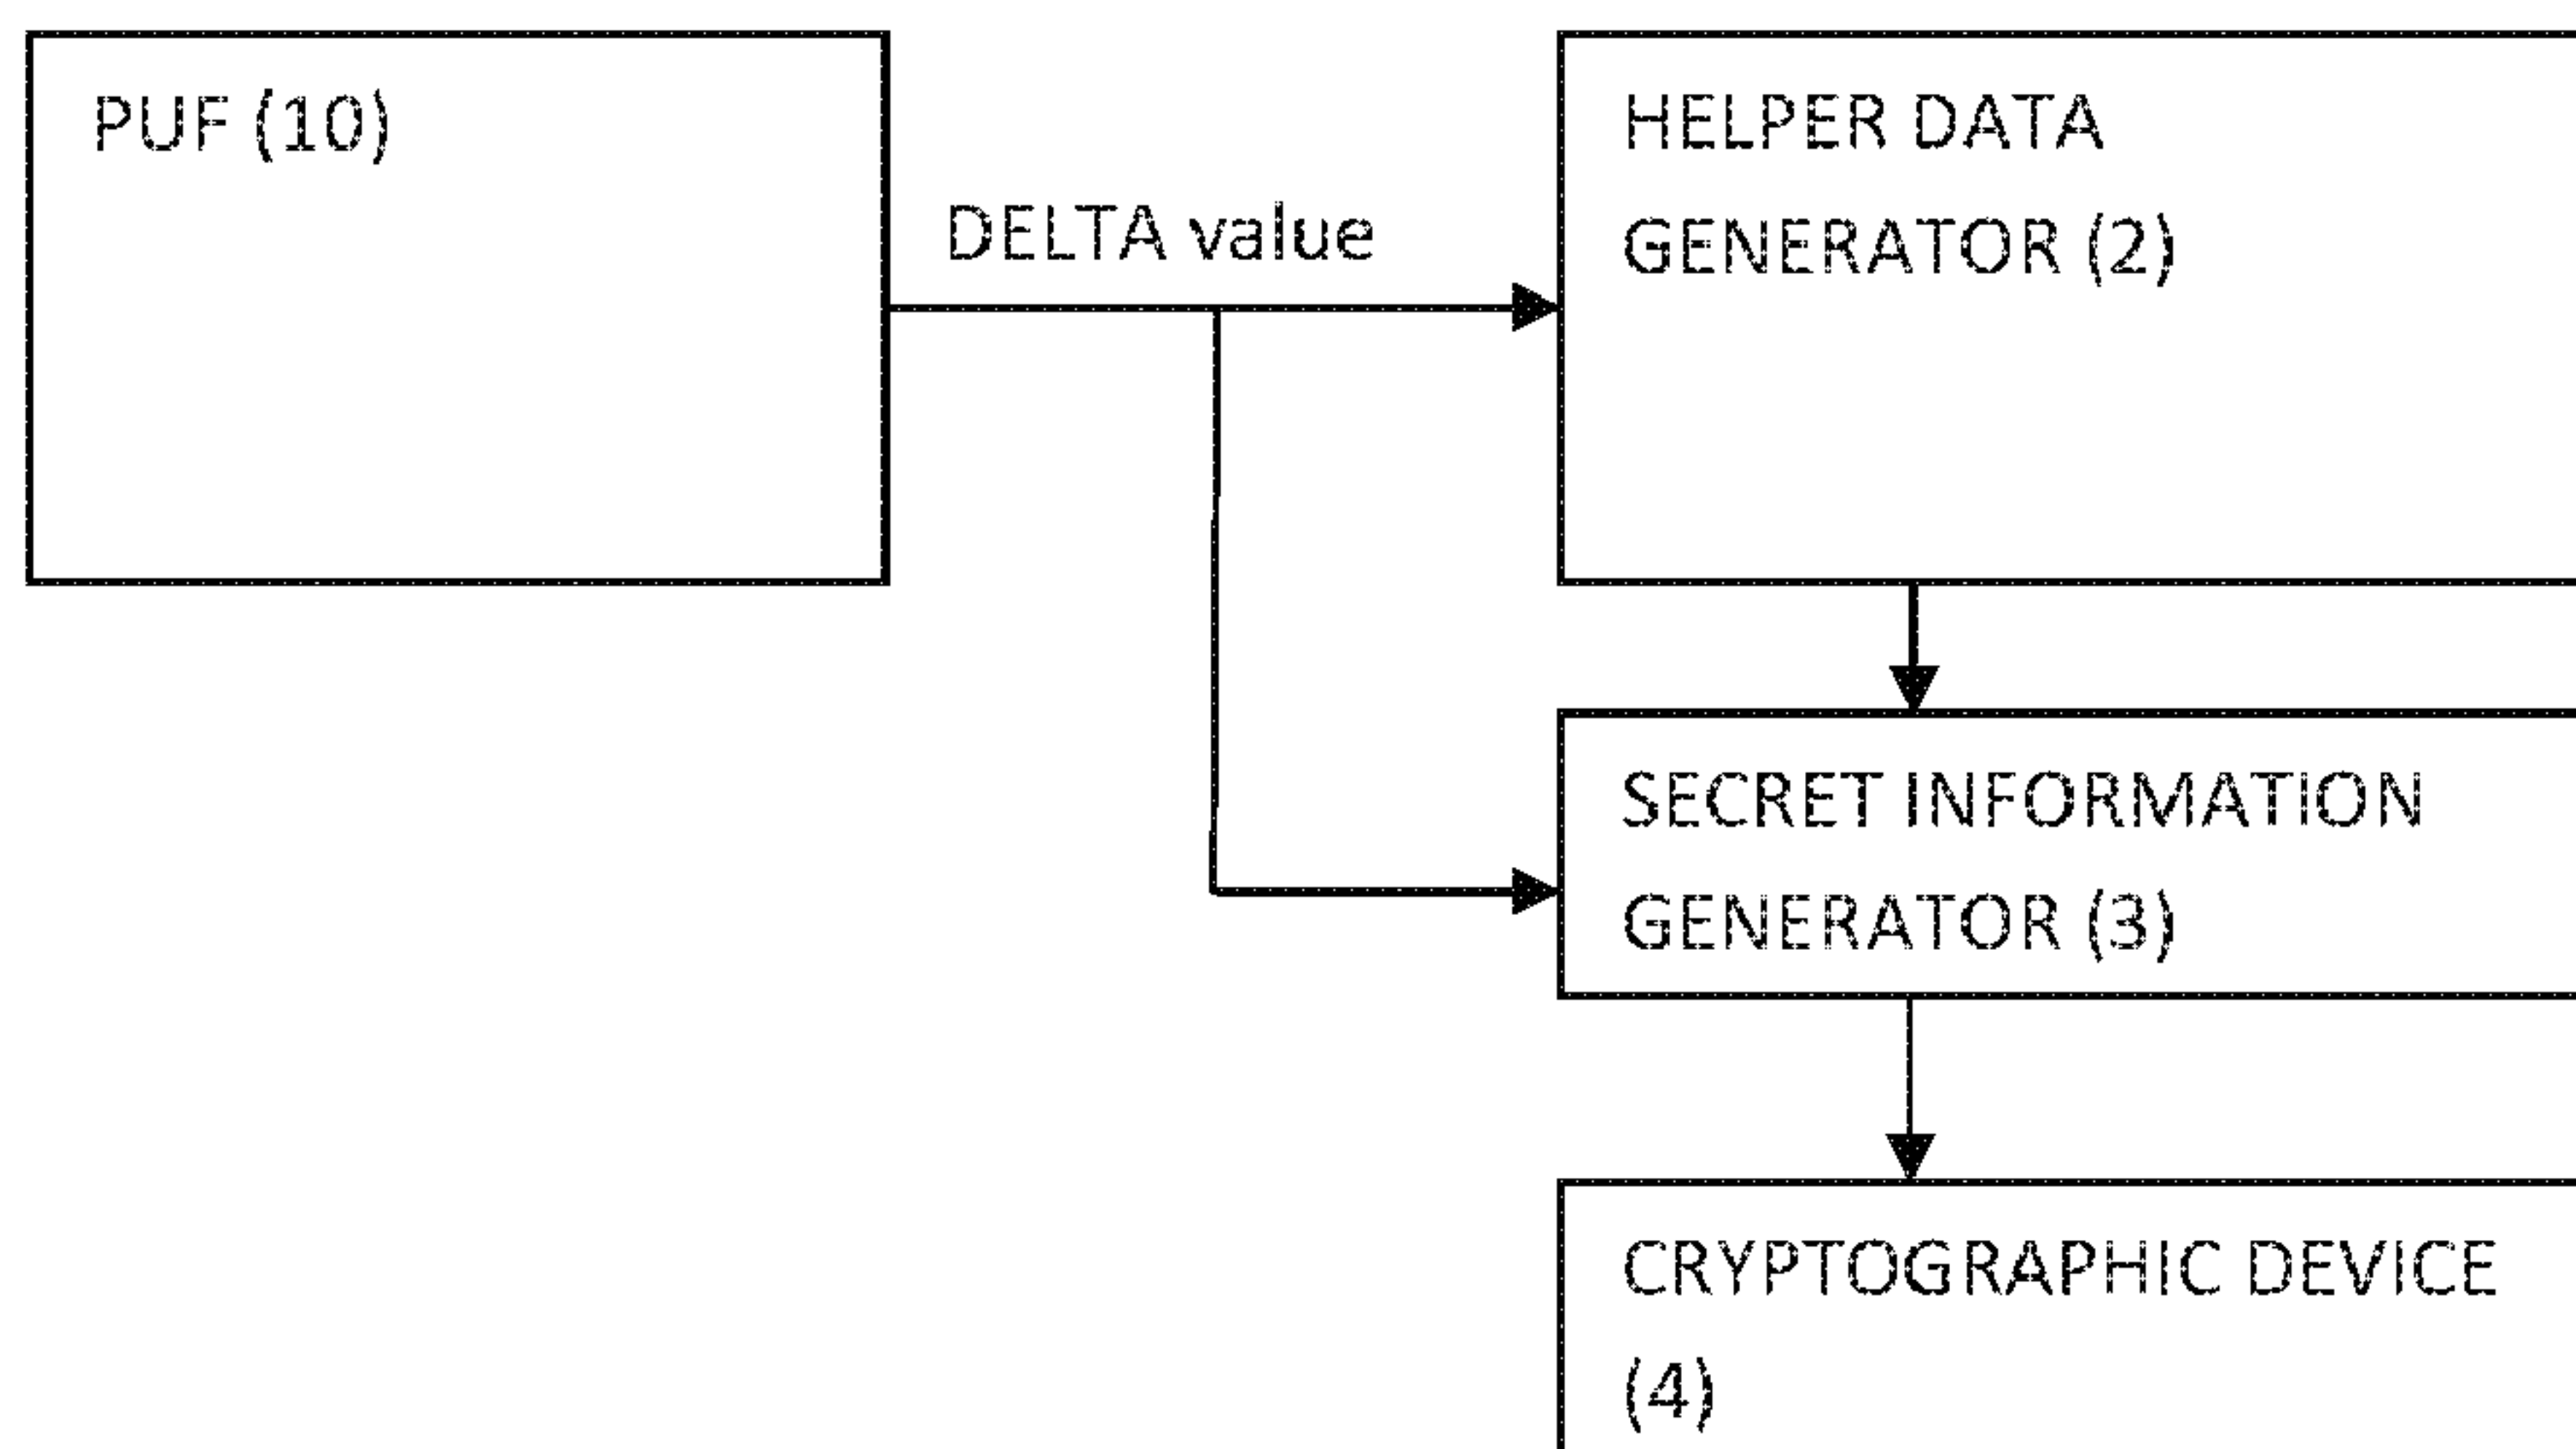 PUF (10)
DELTA value
HELPER DATA
GENERATOR (2)
SECRET INFORMATION
GENERATOR (3)
CRYPTOGRAPHIC DEVICE
(4)